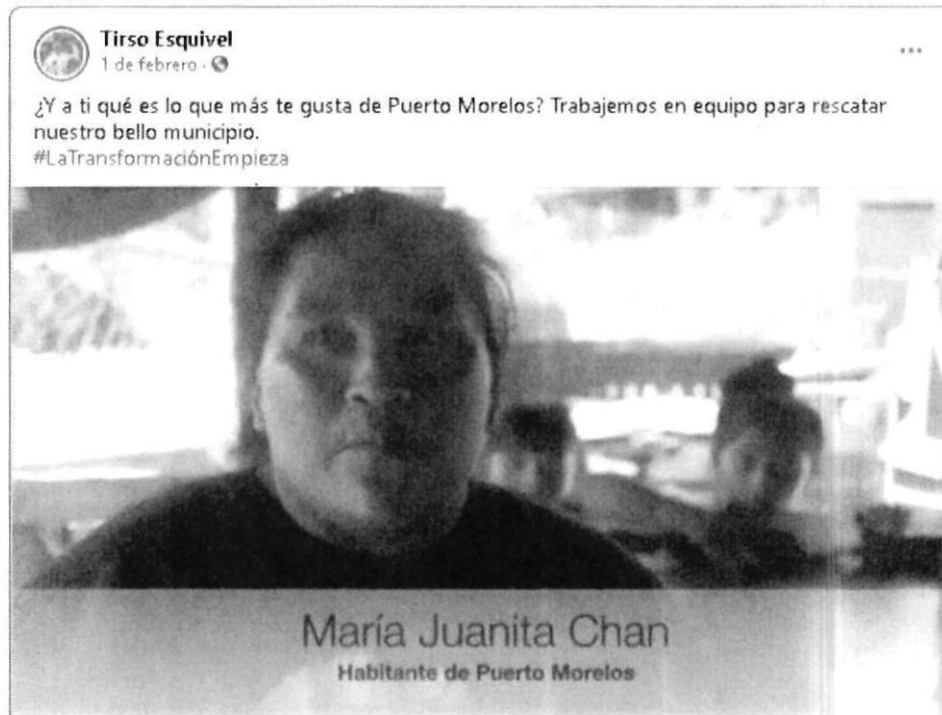 Tirso Esquivel
1 de febrero ·
¿Y a ti qué es lo que más te gusta de Puerto Morelos? Trabajemos en equipo para rescatar
nuestro bello municipio.
#LaTransformaciónEmpieza
María Juanita Chan
Habitante de Puerto Morelos